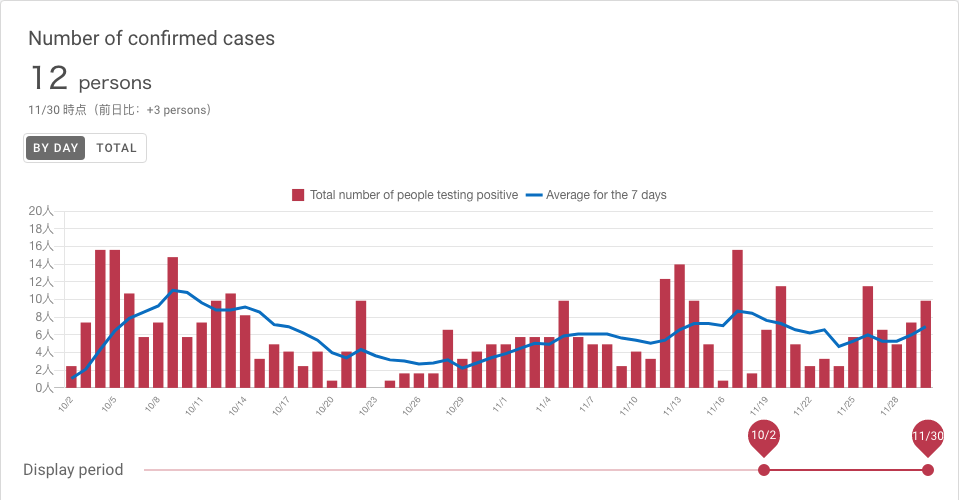 Number of confirmed cases
12 persons
11/30 時点（前日比：+3 persons）
BY DAY TOTAL
Total number of people testing positive Average for the 7 days
20人
18人
16人
14人
12人
10人
8人
6人
4人
2人
0人
10/2 10/5 10/8 10/11 10/14 10/17 10/20 10/23 10/26 10/29 11/1 11/4 11/7 11/10 11/13 11/16 11/19 11/22 11/25 11/28
10/2 11/30
Display period